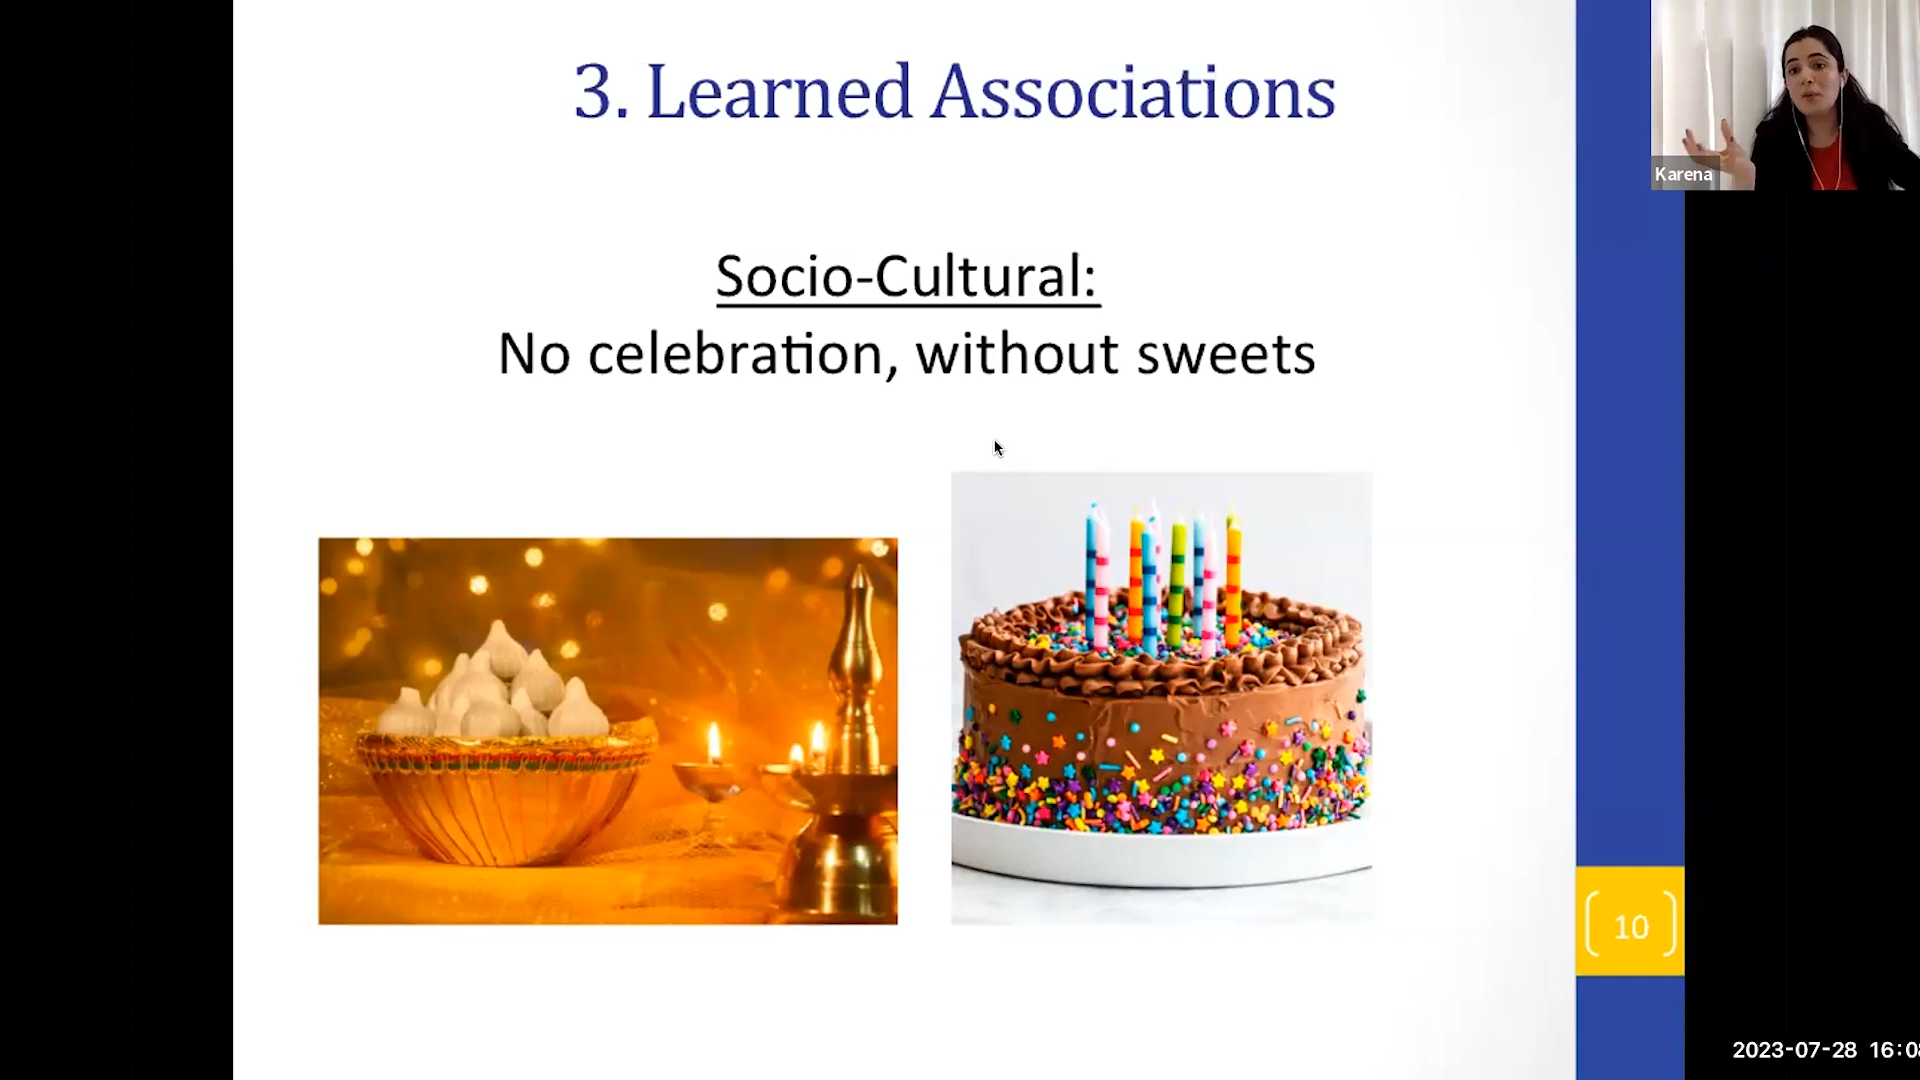 3. Learned Associations
Karena
Socio-Cultural:
No celebration, without sweets
10
2023-07-28 16:0